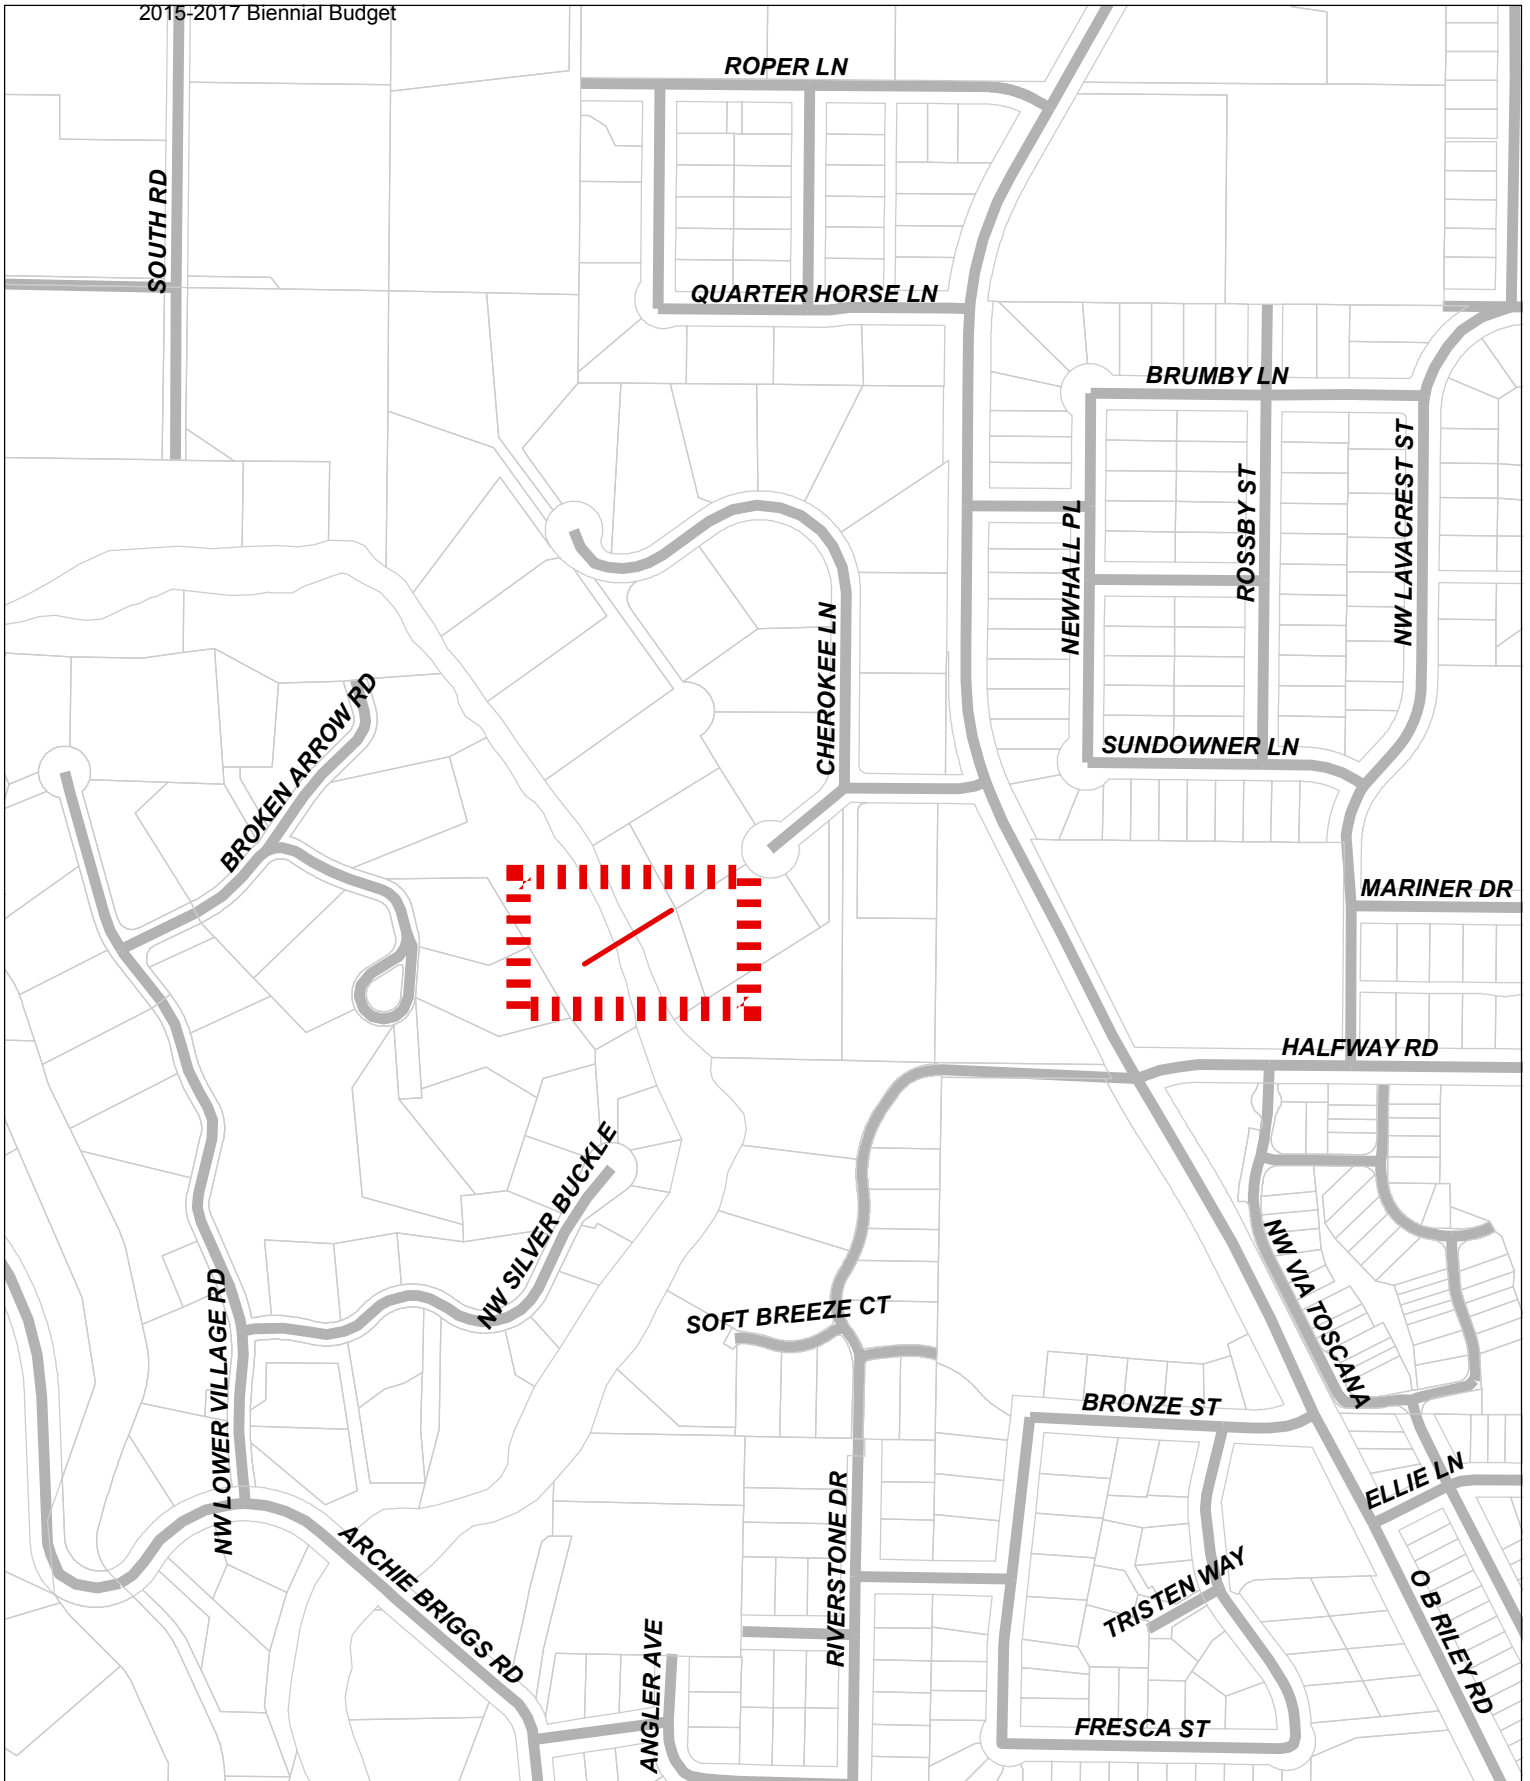 2015-2017 Biennial Budget
ROPER LN
SOUTH RD
QUARTER HORSE LN
BRUMBY LN
NW LAVACREST ST
ROSSBY ST
NEWHALL PL
CHEROKEE LN
BROKEN ARROW RD
SUNDOWNER LN
MARINER DR
HALFWAY RD
NW SILVER BUCKLE
NW VIA TOSCANA
NW LOWER VILLAGE RD
SOFT BREEZE CT
BRONZE ST
ELLIE LN
RIVERSTONE DR
ARCHIE BRIGGS RD
TRISTEN WAY
O B RILEY RD
ANGLER AVE
FRESCA ST